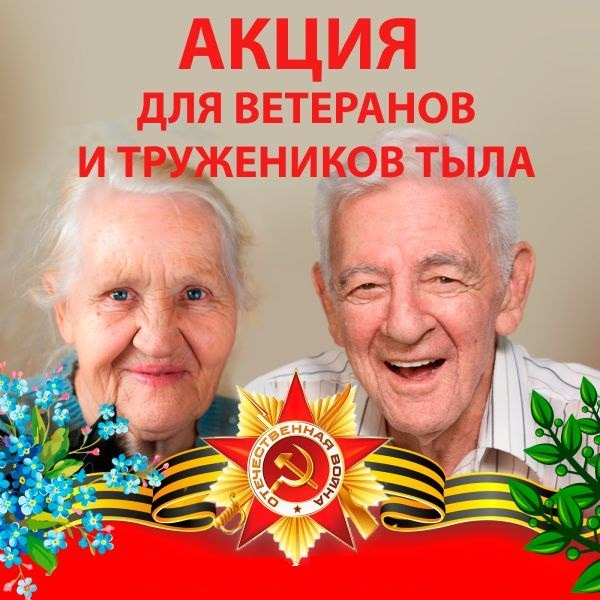 АКЦИЯ
ДЛЯ ВЕТЕРАНОВ
И ТРУЖЕНИКОВ ТЫЛА
ОТЕЧЕСТВЕННАЯ ВОЙНА